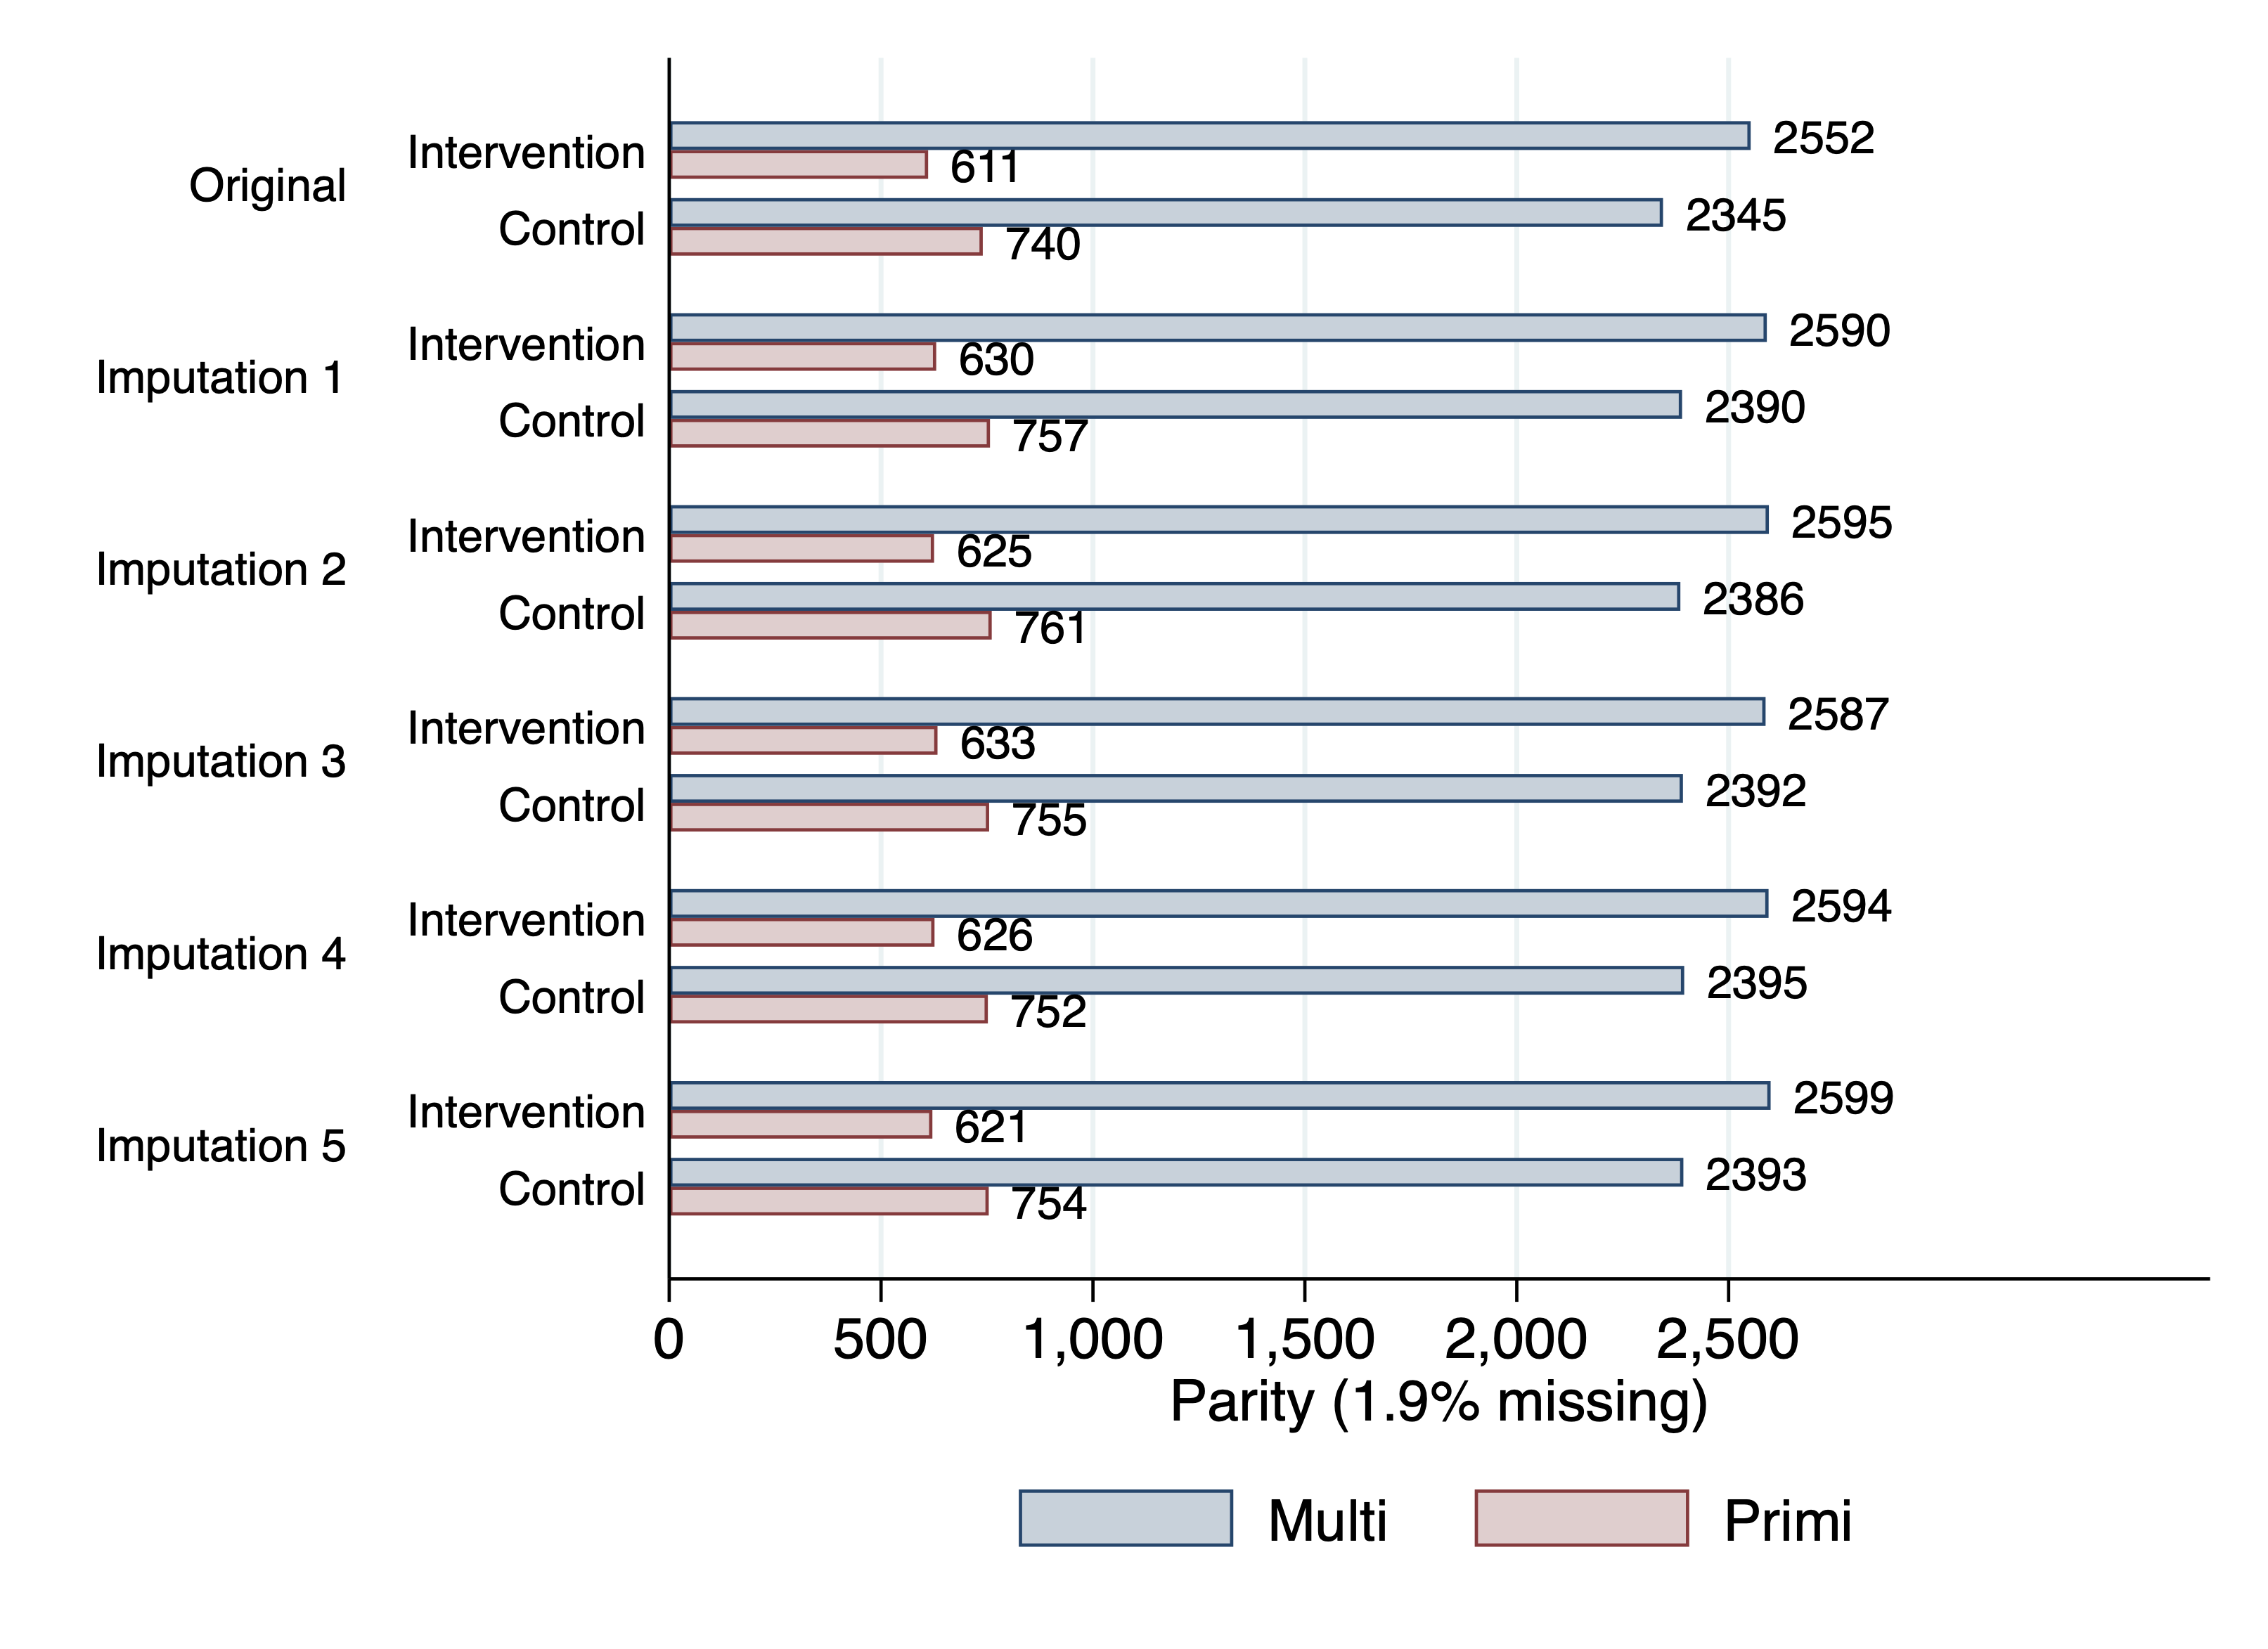 Original
Intervention
2552
611
Control
2345
740
Imputation 1
Intervention
2590
630
Control
2390
757
Imputation 2
Intervention
2595
625
Control
2386
761
Imputation 3
Intervention
2587
633
Control
2392
755
Imputation 4
Intervention
2594
626
Control
2395
752
Imputation 5
Intervention
2599
621
Control
2393
754
0 500 1,000 1,500 2,000 2,500
Parity (1.9% missing)
Multi Primi